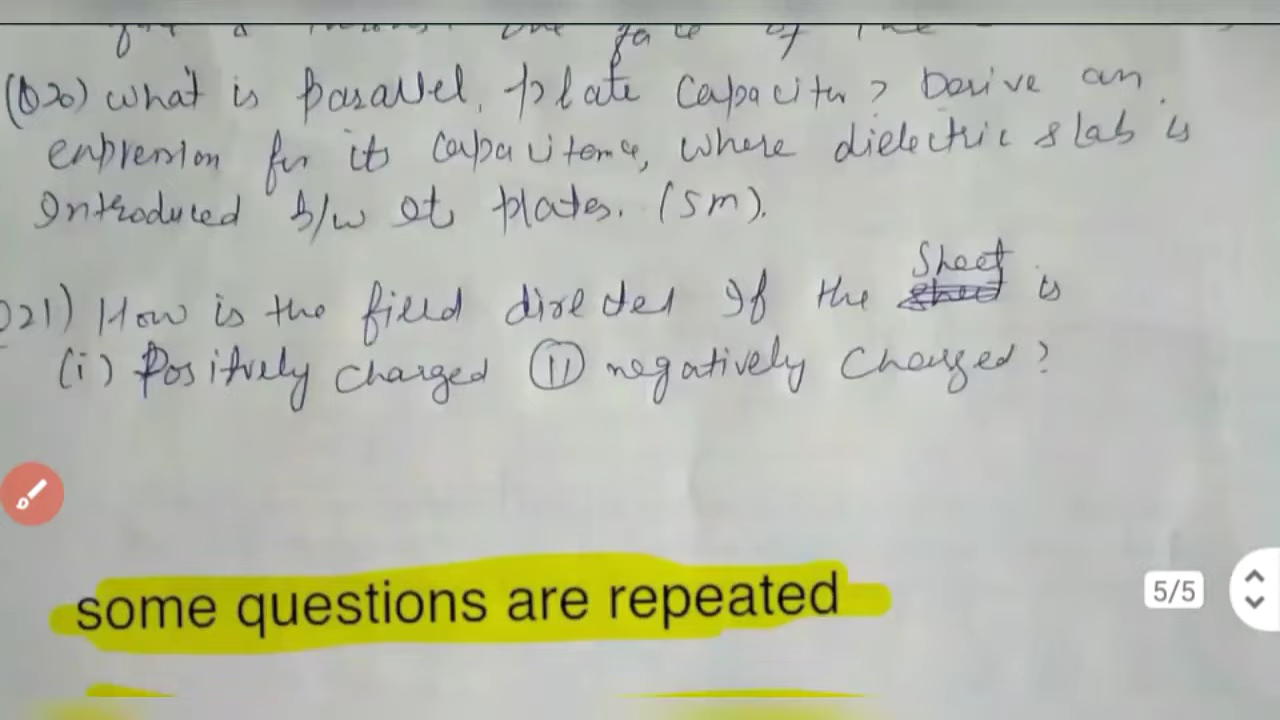 (Q20) What is parallel, plate Capacitor? Derive an
expression for its capacitance, where dielectric slab is
Introduced b/w its plates. (5m).
Q21) How is the field directed If the Sheet is
(i) Positively charged (ii) negatively Charged?
some questions are repeated
5/5